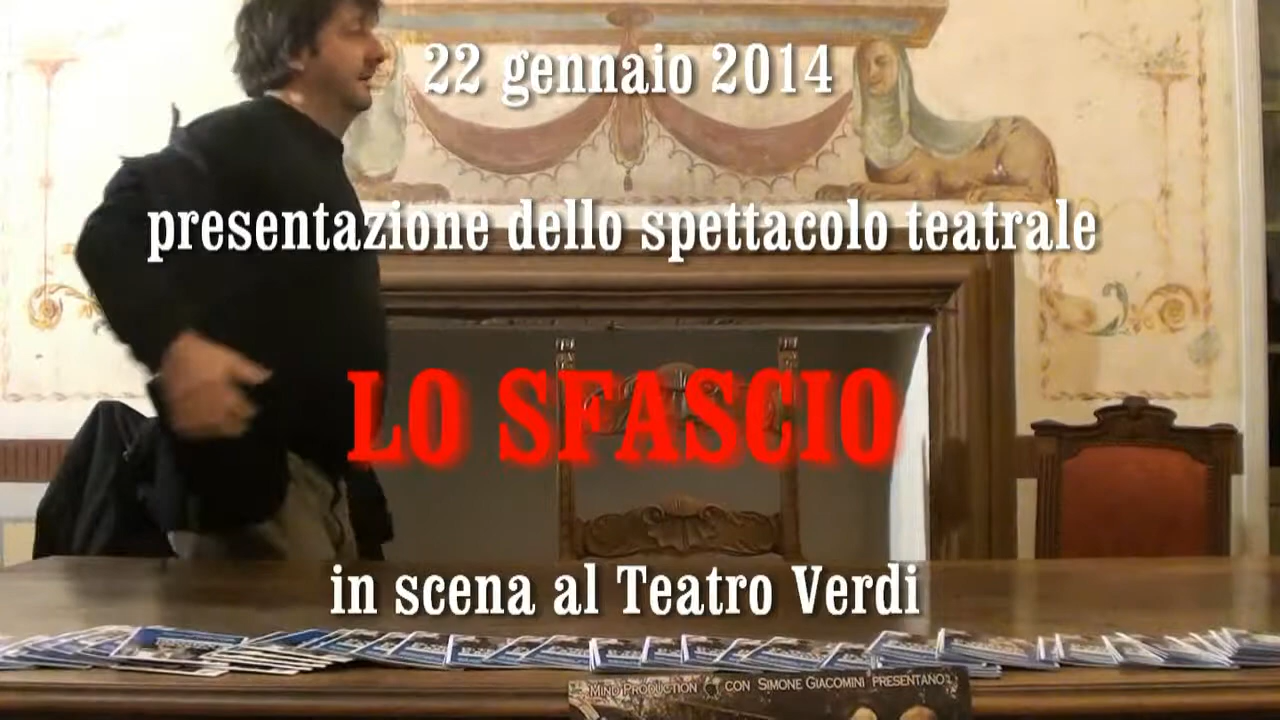 22 gennaio 2014
presentazione dello spettacolo teatrale
LO SFASCIO
in scena al Teatro Verdi
MIND PRODUCTION CON SIMONE GIACOMINI PRESENTANO